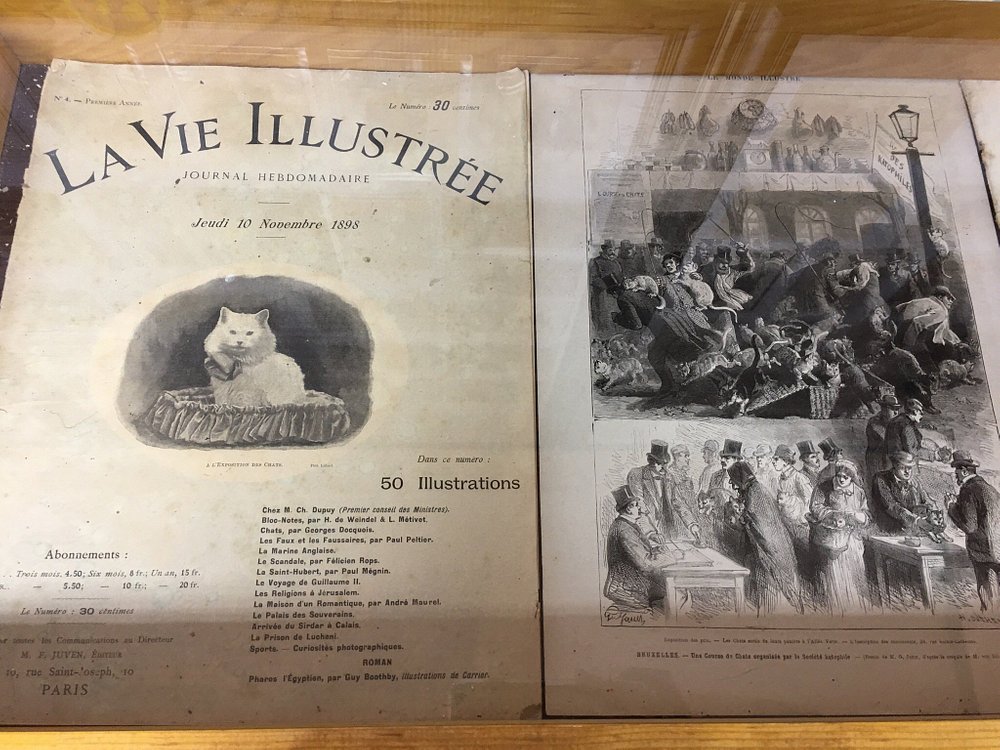 Nº 4. — PREMIÈRE ANNÉE
Le Numéro : 30 centimes
LA VIE ILLUSTRÉE
JOURNAL HEBDOMADAIRE
Jeudi 10 Novembre 1898
A L'EXPOSITION DES CHATS.
Dans ce numéro :
50 Illustrations
Chez M. Ch. Dupuy (Premier conseil des Ministres).
Bloc-Notes, par H. de Weindel & L. Métivet.
Chats, par Georges Docquois.
Les Faux et les Faussaires, par Paul Peltier.
La Marine Anglaise.
Le Scandale, par Félicien Rops.
La Saint-Hubert, par Paul Mégnin.
Le Voyage de Guillaume II.
Les Religions à Jérusalem.
La Maison d'un Romantique, par André Maurel.
Le Palais des Souverains.
Arrivée du Sirdar à Calais.
La Prison de Lucheni.
Sports. — Curiosités photographiques.
ROMAN
Pharos l'Égyptien, par Guy Boothby, illustrations de Carrier.
Abonnements :
Trois mois, 4.50; Six mois, 8 fr.; Un an, 15 fr.
— 5.50; — 10 fr.; — 20 fr.
Le Numéro : 30 centimes
toutes les Communications au Directeur
M. F. JUVEN, ÉDITEUR
10, rue Saint-Joseph, 10
PARIS
LE MONDE ILLUSTRÉ
DES
BRUXELLES. — Une Course de Chats organisée par la Société